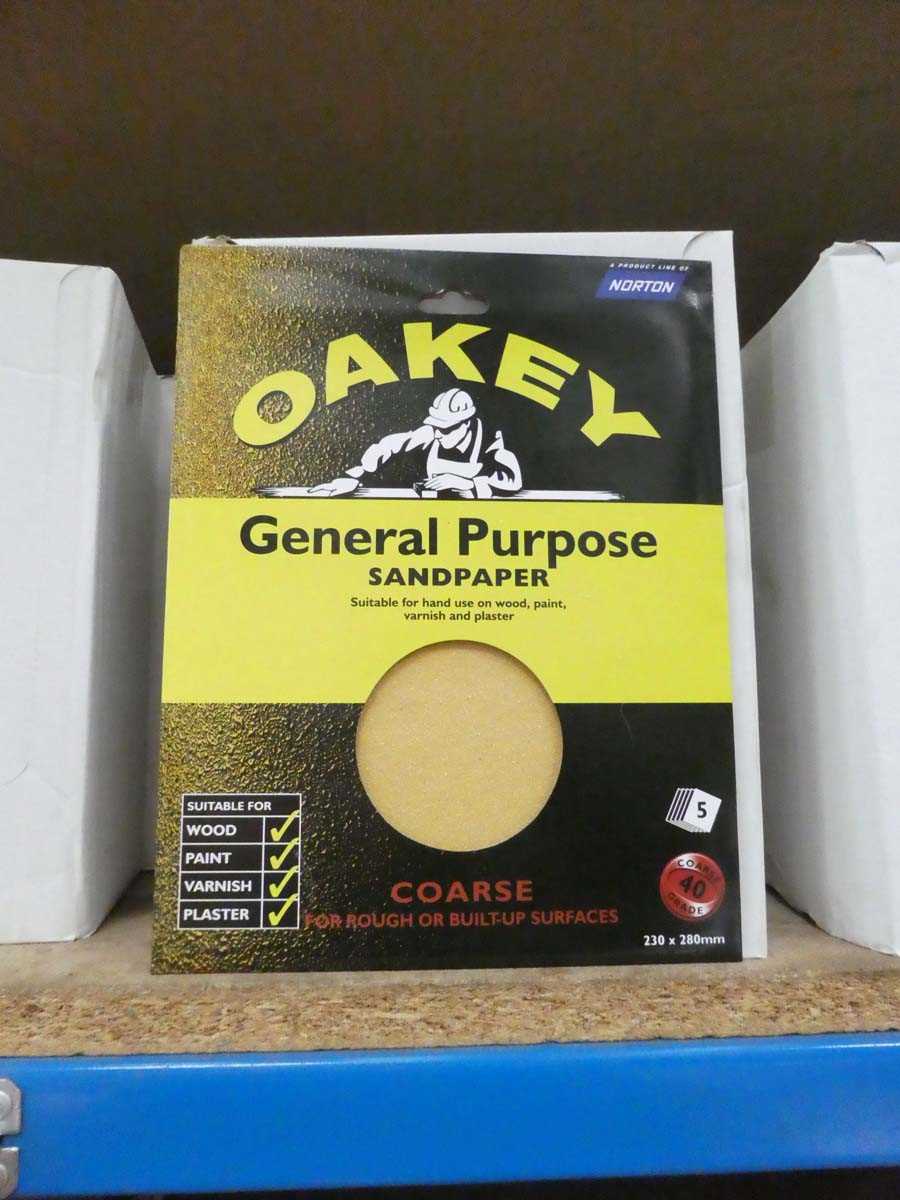 A PRODUCT LINE OF
NORTON
OAKEY
General Purpose
SANDPAPER
Suitable for hand use on wood, paint,
varnish and plaster
SUITABLE FOR
WOOD
PAINT
VARNISH
PLASTER
5
COARSE
FOR ROUGH OR BUILT-UP SURFACES
COARSE
40
GRADE
230 x 280mm